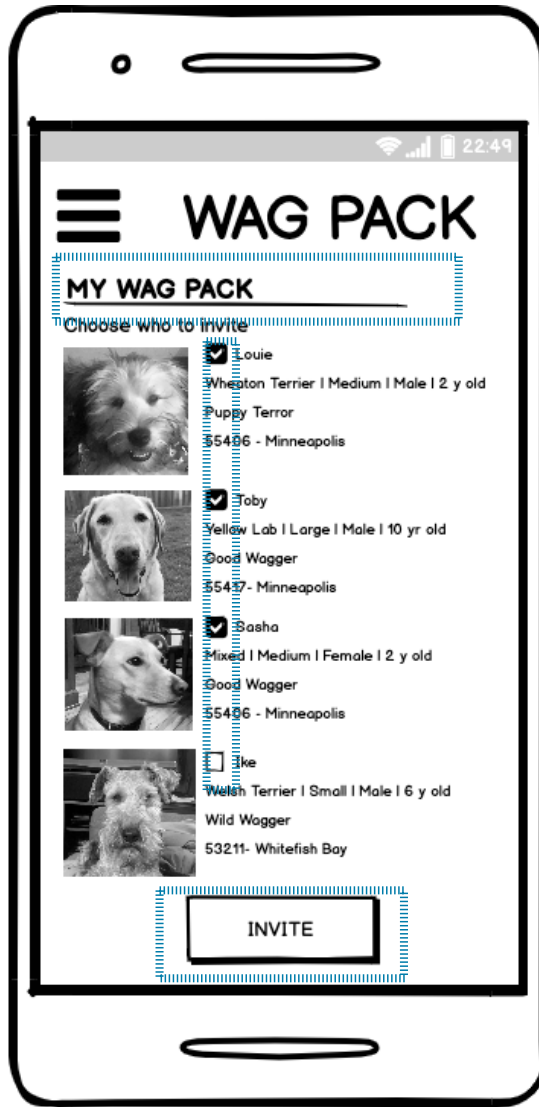 22:49
WAG PACK
MY WAG PACK
Choose who to invite
Louie
Wheaton Terrier | Medium | Male | 2 y old
Puppy Terror
55406 - Minneapolis
Toby
Yellow Lab | Large | Male | 10 yr old
Good Wagger
55417- Minneapolis
Sasha
Mixed | Medium | Female | 2 y old
Good Wagger
55406 - Minneapolis
Ike
Welsh Terrier | Small | Male | 6 y old
Wild Wagger
53211- Whitefish Bay
INVITE